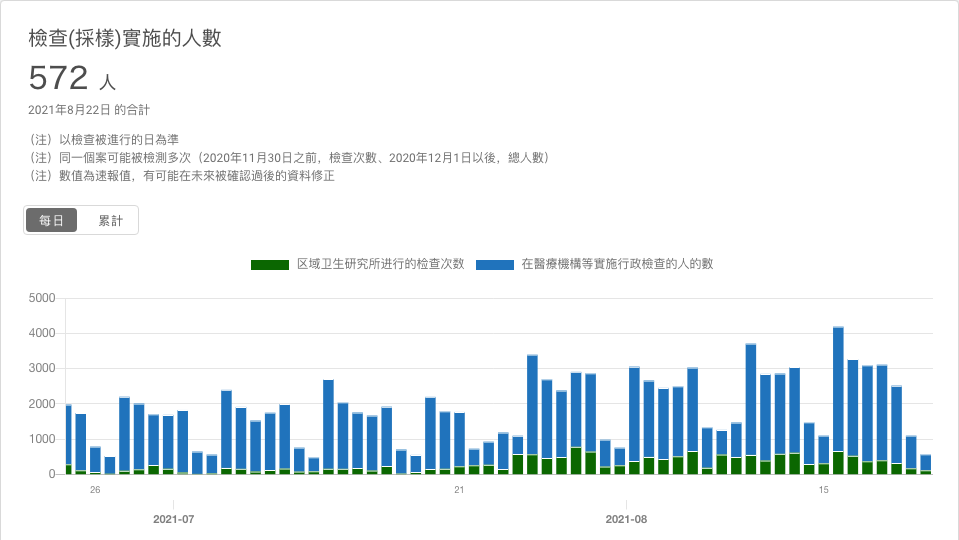 檢查(採樣)實施的人數
572 人
2021年8月22日 的合計
（注）以檢查被進行的日為準
（注）同一個案可能被檢測多次（2020年11月30日之前，檢查次數、2020年12月1日以後，總人數）
（注）數值為速報值，有可能在未來被確認過後的資料修正
每日 累計
区域卫生研究所进行的检查次数 在醫療機構等實施行政檢查的人的數
5000
4000
3000
2000
1000
0
26 21 15
2021-07 2021-08